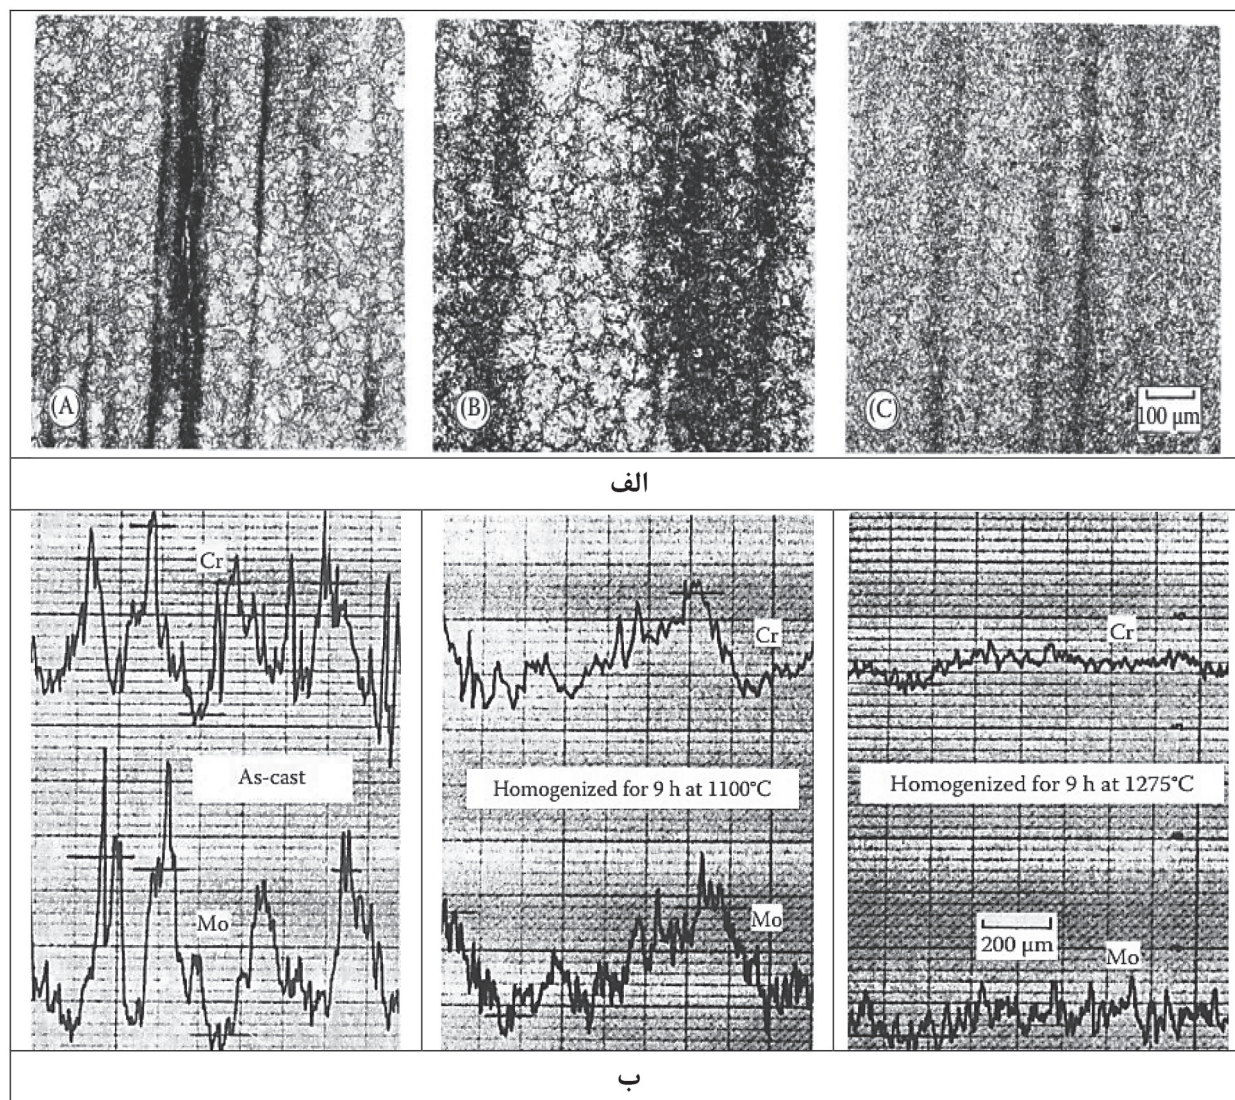 (A)
(B)
(C)
100 µm
الف
Cr
As-cast
Mo
Cr
Homogenized for 9 h at 1100°C
Mo
Cr
Homogenized for 9 h at 1275°C
200 µm
Mo
ب